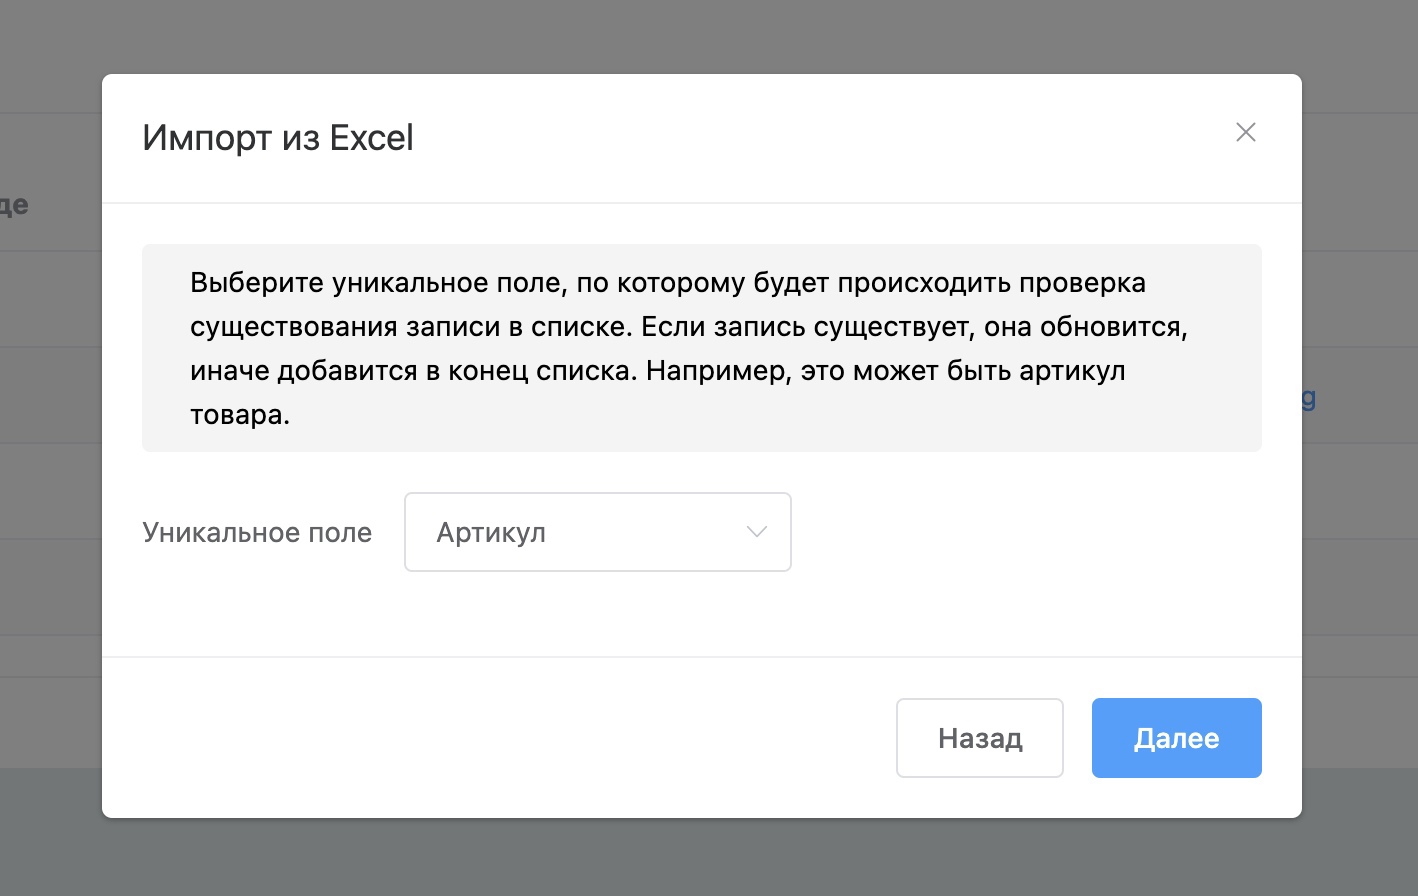 Импорт из Excel
де
Выберите уникальное поле, по которому будет происходить проверка
существования записи в списке. Если запись существует, она обновится,
иначе добавится в конец списка. Например, это может быть артикул
товара.
g
Уникальное поле
Артикул
Назад
Далее